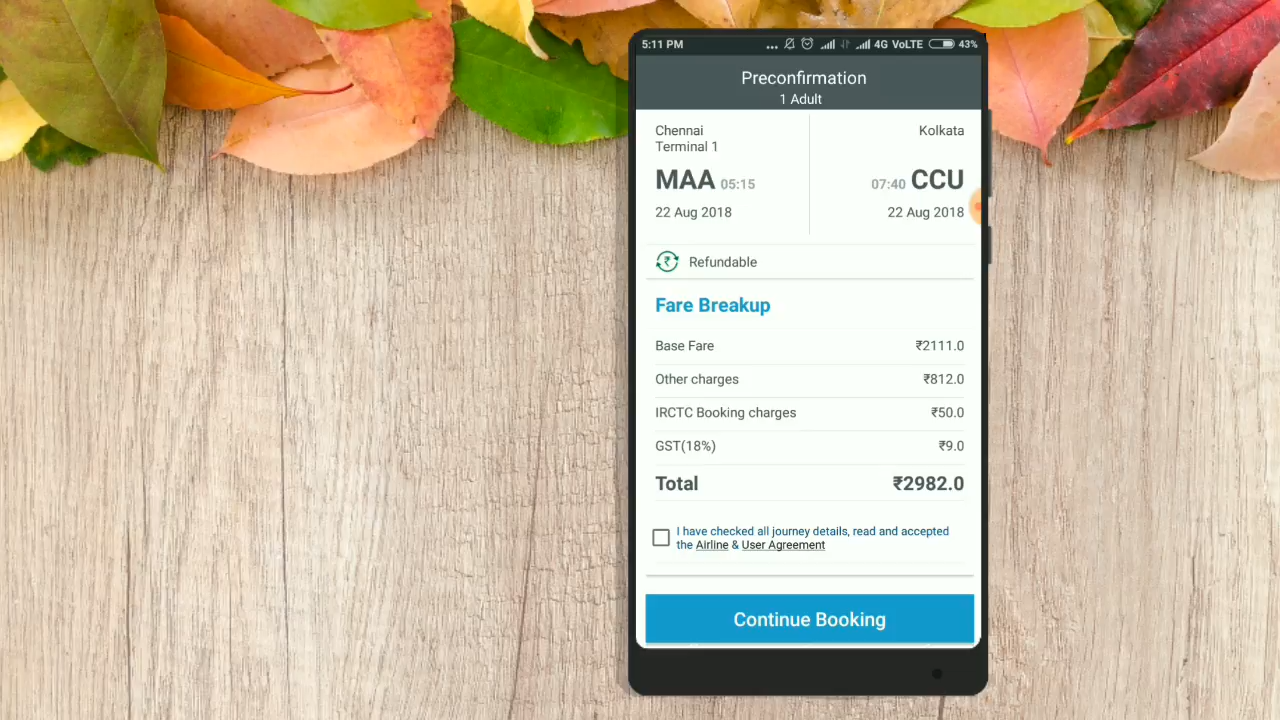 5:11 PM ... 4G VoLTE 43%
Preconfirmation
1 Adult
Chennai Kolkata
Terminal 1
MAA 05:15 07:40 CCU
22 Aug 2018 22 Aug 2018
₹ Refundable
Fare Breakup
Base Fare ₹2111.0
Other charges ₹812.0
IRCTC Booking charges ₹50.0
GST(18%) ₹9.0
Total ₹2982.0
I have checked all journey details, read and accepted
the Airline & User Agreement
Continue Booking